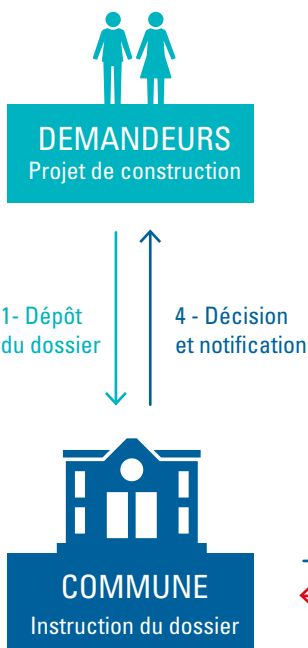 DEMANDEURS
Projet de construction
1- Dépôt
du dossier
4 - Décision
et notification
COMMUNE
Instruction du dossier